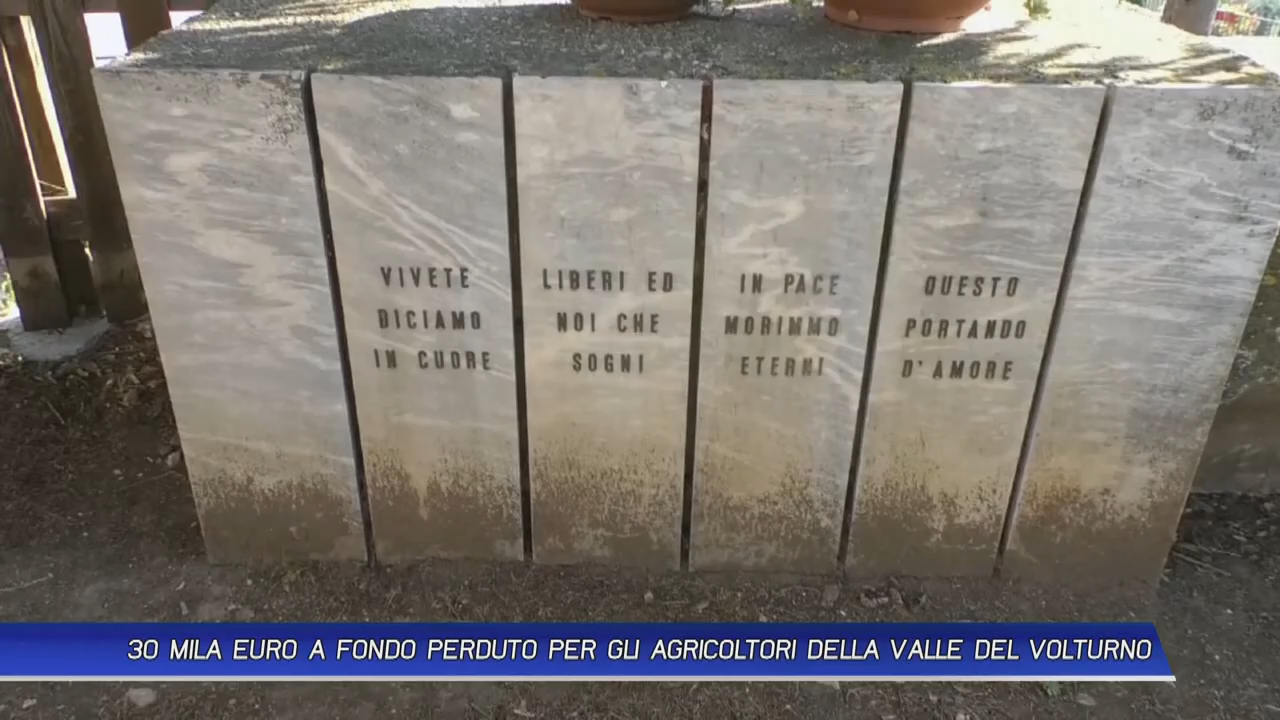 VIVETE
DICIAMO
IN CUORE
LIBERI ED
NOI CHE
SOGNI
IN PACE
MORIMMO
ETERNI
QUESTO
PORTANDO
D'AMORE
30 MILA EURO A FONDO PERDUTO PER GLI AGRICOLTORI DELLA VALLE DEL VOLTURNO